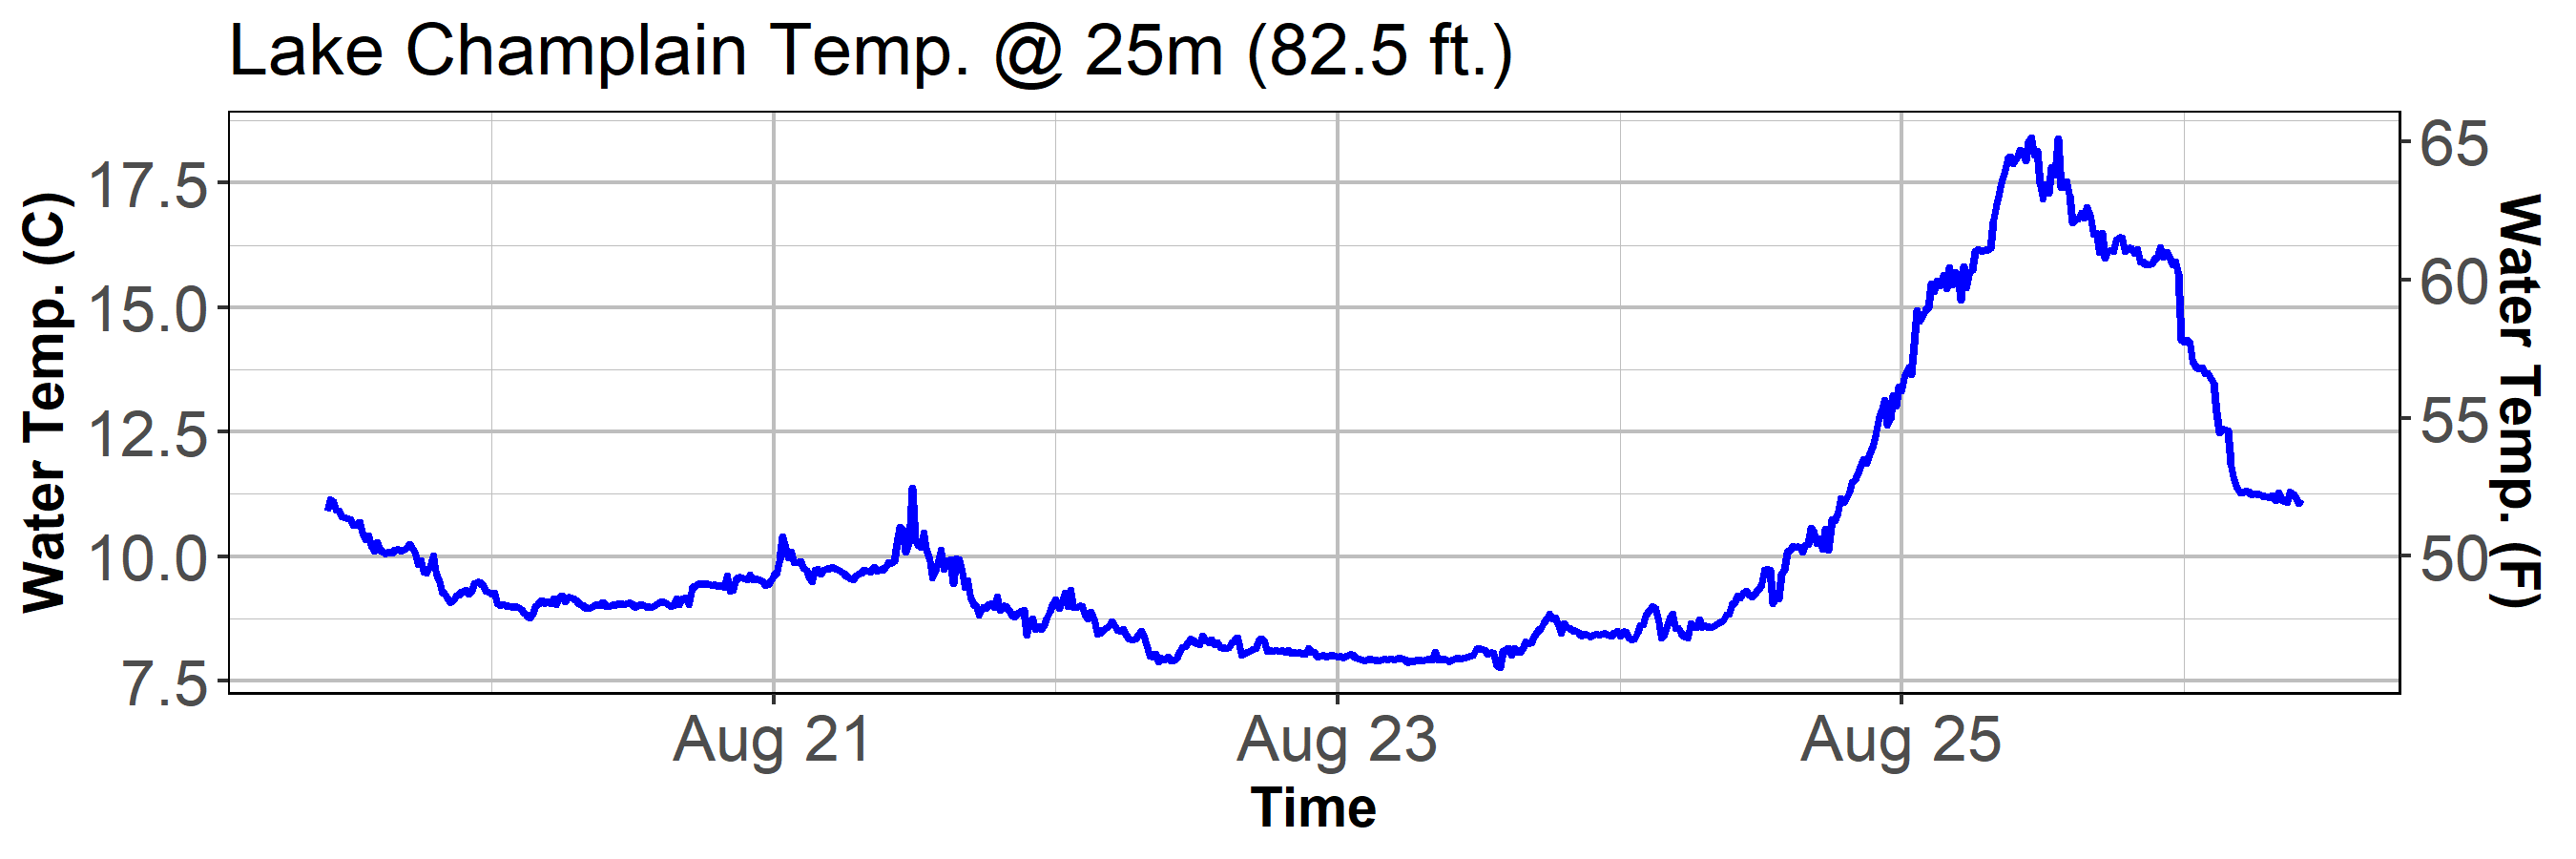 Lake Champlain Temp. @ 25m (82.5 ft.)
Water Temp. (C)
17.5
15.0
12.5
10.0
7.5
65
60
55
50
Water Temp. (F)
Aug 21
Aug 23
Aug 25
Time